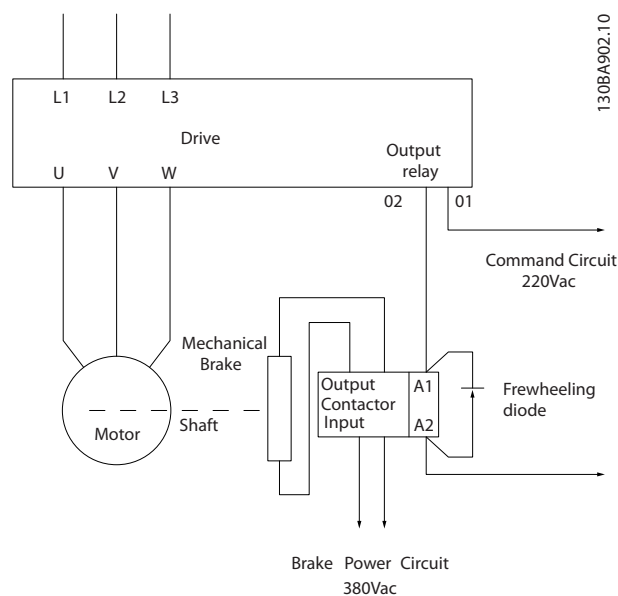 130BA902.10
L1 L2 L3
Drive
U V W
Output
relay
02 01
Command Circuit
220Vac
Mechanical
Brake
Output
Contactor
Input
A1
A2
Frewheeling
diode
Motor
Shaft
Brake Power Circuit
380Vac